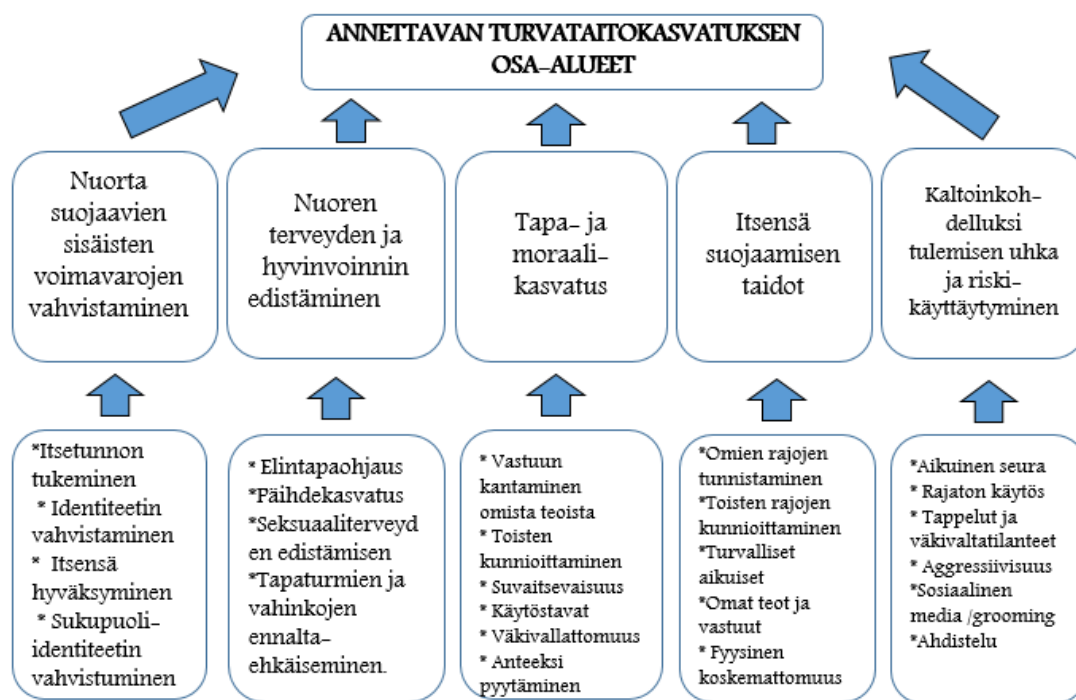 ANNETTAVAN TURVATAITOKASVATUKSEN
OSA-ALUEET
Nuorta
suojaavien
sisäisten
voimavarojen
vahvistaminen
Nuoren
terveyden ja
hyvinvoinnin
edistäminen
Tapa- ja
moraali-
kasvatus
Itsensä
suojaamisen
taidot
Kaltoinkoh-
delluksi
tulemisen uhka
ja riski-
käyttäytyminen
*Itsetunnon
tukeminen
* Identiteetin
vahvistaminen
* Itsensä
hyväksyminen
* Sukupuoli-
identiteetin
vahvistuminen
* Elintapaohjaus
*Päihdekasvatus
*Seksuaaliterveyd
en edistämisen
*Tapaturmien ja
vahinkojen
ennalta-
ehkäiseminen.
* Vastuun
kantaminen
omista teoista
* Toisten
kunnioittaminen
* Suvaitsevaisuus
* Käytöstavat
* Väkivallattomuus
* Anteeksi
pyytäminen
*Omien rajojen
tunnistaminen
*Toisten rajojen
kunnioittaminen
*Turvalliset
aikuiset
*Omat teot ja
vastuut
* Fyysinen
koskemattomuus
*Aikuinen seura
* Rajaton käytös
* Tappelut ja
väkivaltatilanteet
* Aggressiivisuus
*Sosiaalinen
media /grooming
*Ahdistelu